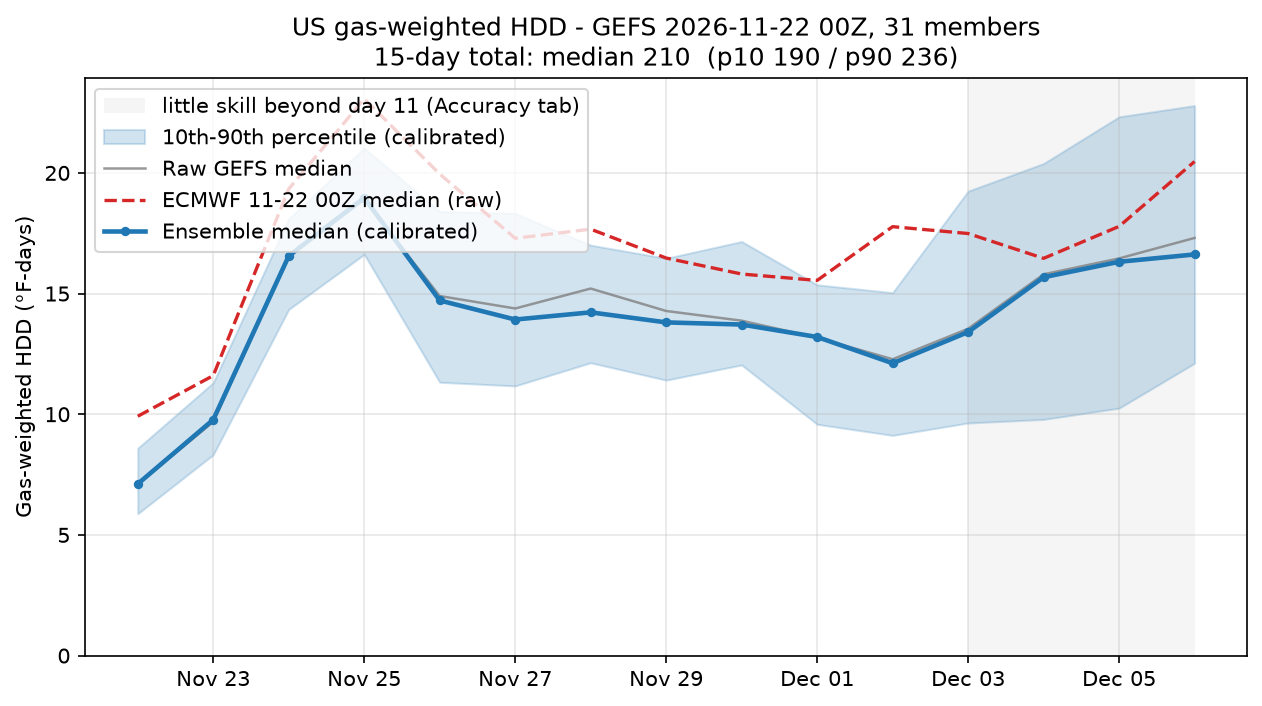 US gas-weighted HDD - GEFS 2026-11-22 00Z, 31 members
15-day total: median 210  (p10 190 / p90 236)
little skill beyond day 11 (Accuracy tab)
10th-90th percentile (calibrated)
Raw GEFS median
ECMWF 11-22 00Z median (raw)
Ensemble median (calibrated)
Gas-weighted HDD (°F-days)
20
15
10
5
0
Nov 23
Nov 25
Nov 27
Nov 29
Dec 01
Dec 03
Dec 05